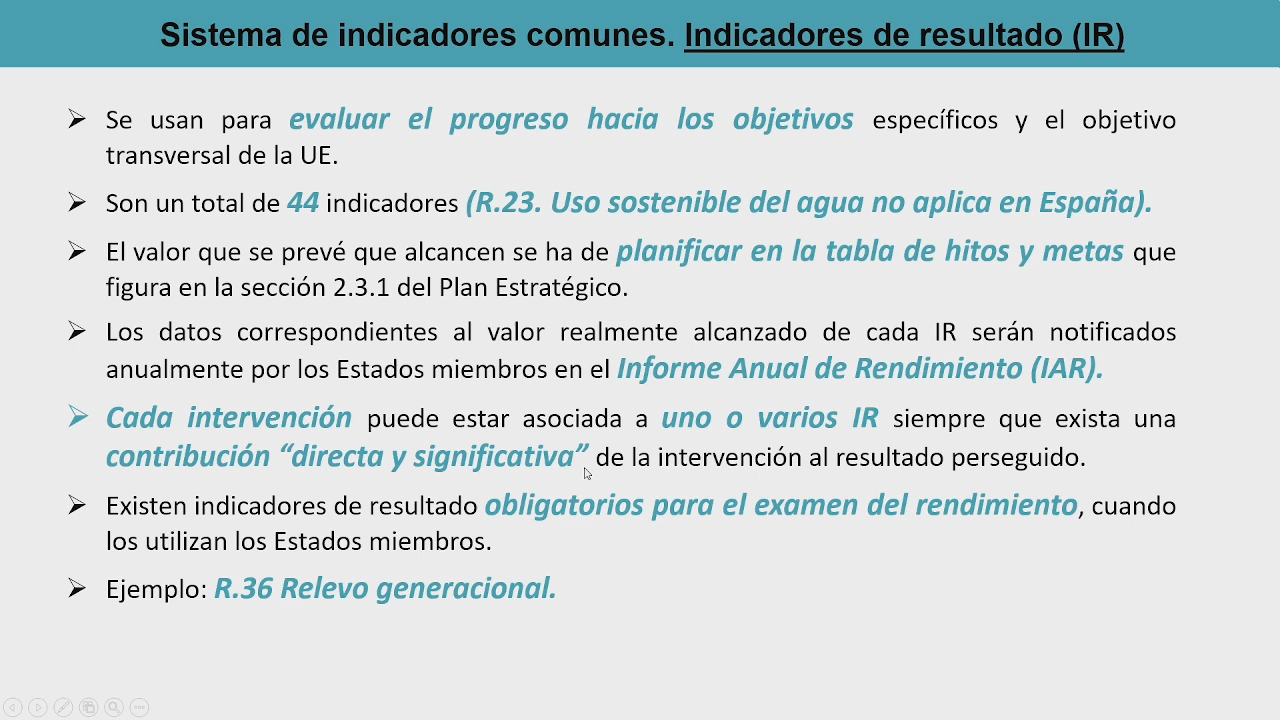 Sistema de indicadores comunes. Indicadores de resultado (IR)
Se usan para evaluar el progreso hacia los objetivos específicos y el objetivo
transversal de la UE.
Son un total de 44 indicadores (R.23. Uso sostenible del agua no aplica en España).
El valor que se prevé que alcancen se ha de planificar en la tabla de hitos y metas que
figura en la sección 2.3.1 del Plan Estratégico.
Los datos correspondientes al valor realmente alcanzado de cada IR serán notificados
anualmente por los Estados miembros en el Informe Anual de Rendimiento (IAR).
Cada intervención puede estar asociada a uno o varios IR siempre que exista una
contribución “directa y significativa” de la intervención al resultado perseguido.
Existen indicadores de resultado obligatorios para el examen del rendimiento, cuando
los utilizan los Estados miembros.
Ejemplo: R.36 Relevo generacional.